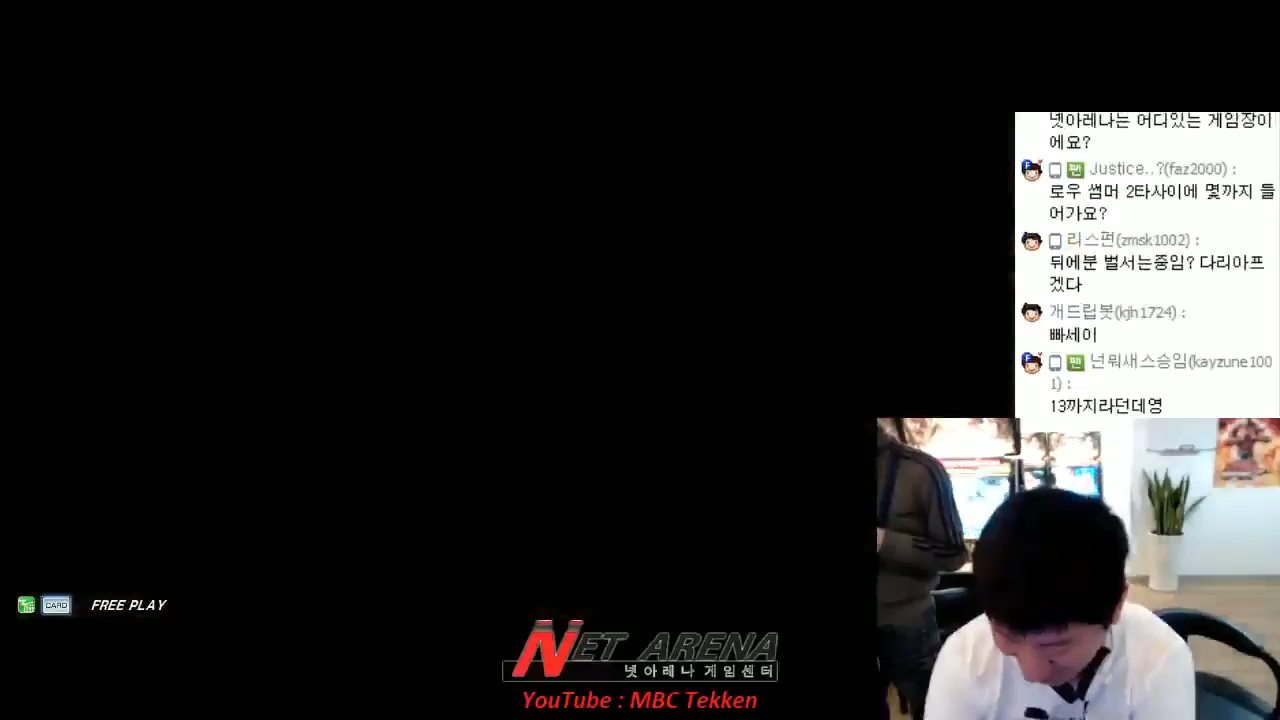 넷아레나는 어디있는 게임장이
에요?
팬 Justice..?(faz2000) :
로우 썸머 2타사이에 몇까지 들
어가요?
리스펀(zmsk1002) :
뒤에분 벌서는중임? 다리아프
겠다
개드립봇(kjh1724) :
빠세이
팬 넌뭐새스승임(kayzune100
1) :
13까지라던데영
CARD FREE PLAY
NET ARENA
넷아레나 게임센터
YouTube : MBC Tekken